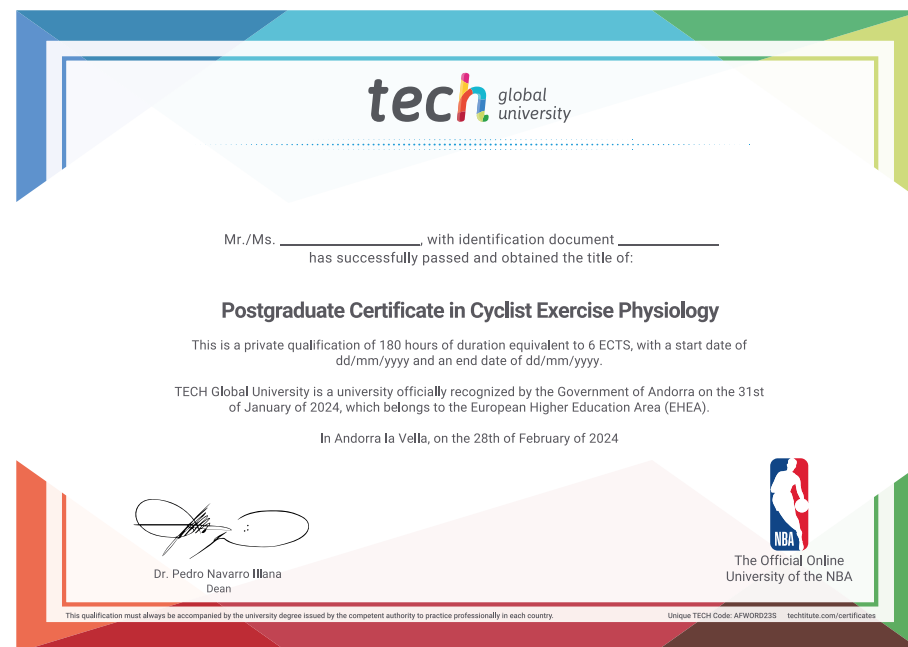 tech global university
Mr./Ms. ____________________, with identification document ______________
has successfully passed and obtained the title of:
Postgraduate Certificate in Cyclist Exercise Physiology
This is a private qualification of 180 hours of duration equivalent to 6 ECTS, with a start date of
dd/mm/yyyy and an end date of dd/mm/yyyy.
TECH Global University is a university officially recognized by the Government of Andorra on the 31st
of January of 2024, which belongs to the European Higher Education Area (EHEA).
In Andorra la Vella, on the 28th of February of 2024
Dr. Pedro Navarro Illana
Dean
NBA
The Official Online
University of the NBA
This qualification must always be accompanied by the university degree issued by the competent authority to practice professionally in each country.
Unique TECH Code: AFWORD23S techtitute.com/certificates